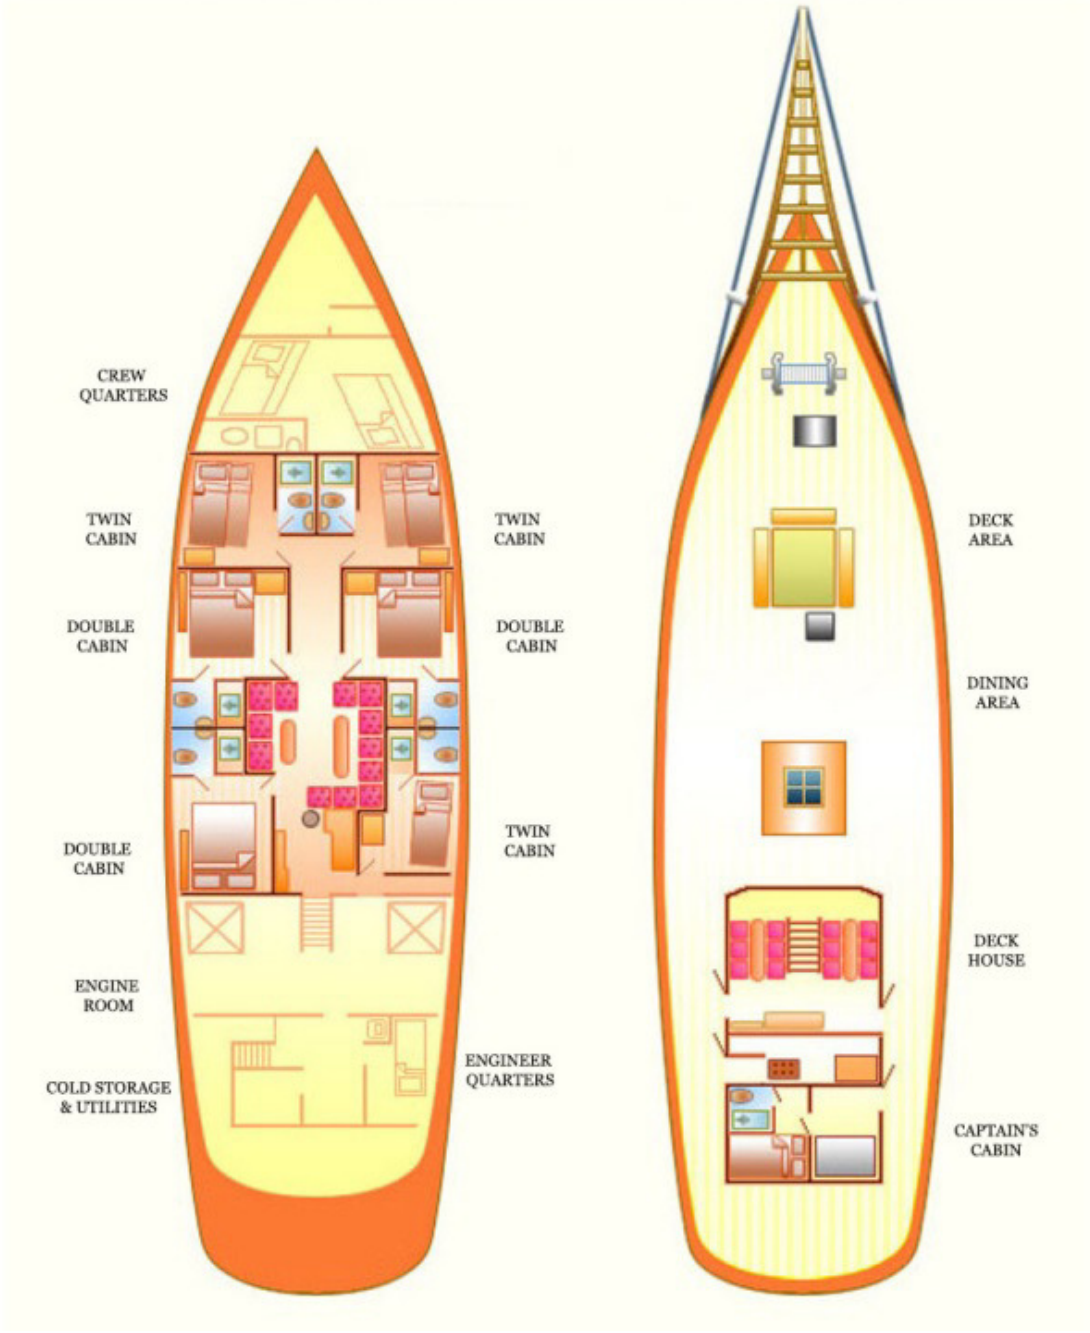 CREW
QUARTERS
TWIN
CABIN
TWIN
CABIN
DOUBLE
CABIN
DOUBLE
CABIN
DOUBLE
CABIN
TWIN
CABIN
ENGINE
ROOM
COLD STORAGE
& UTILITIES
ENGINEER
QUARTERS
DECK
AREA
DINING
AREA
DECK
HOUSE
CAPTAIN'S
CABIN